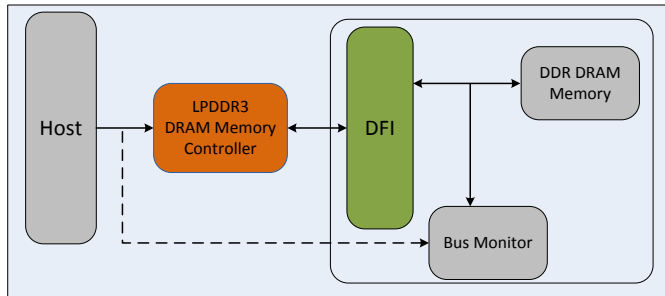 Host
LPDDR3
DRAM Memory
Controller
DFI
DDR DRAM
Memory
Bus Monitor